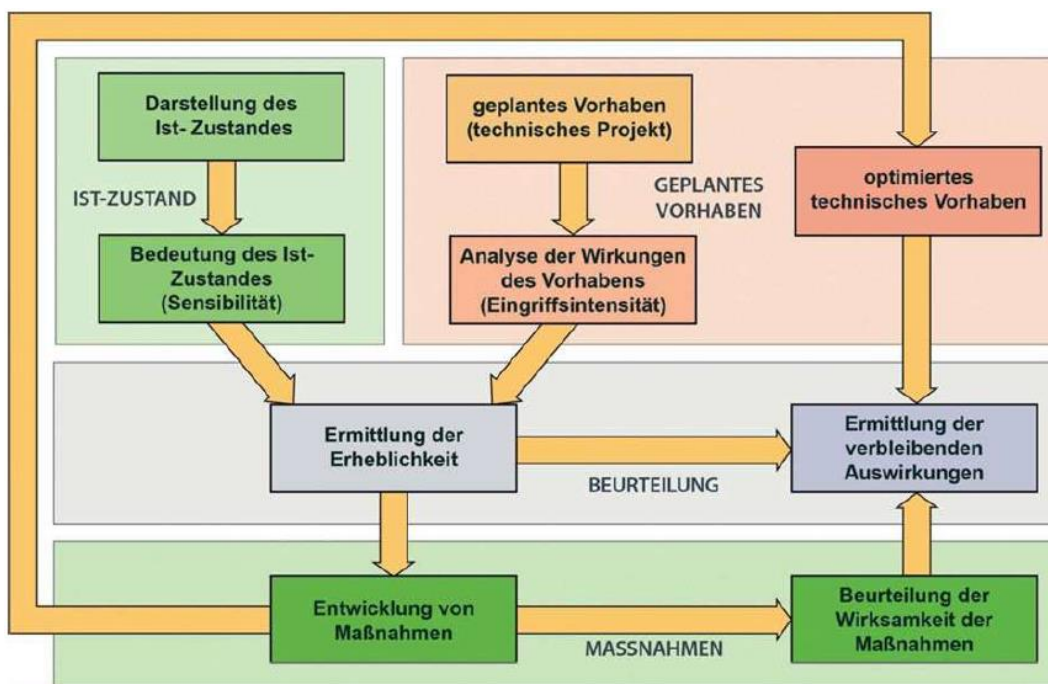 Darstellung des
Ist- Zustandes
IST-ZUSTAND
Bedeutung des Ist-
Zustandes
(Sensibilität)
geplantes Vorhaben
(technisches Projekt)
GEPLANTES
VORHABEN
Analyse der Wirkungen
des Vorhabens
(Eingriffsintensität)
optimiertes
technisches Vorhaben
Ermittlung der
Erheblichkeit
BEURTEILUNG
Ermittlung der
verbleibenden
Auswirkungen
Entwicklung von
Maßnahmen
MASSNAHMEN
Beurteilung der
Wirksamkeit der
Maßnahmen